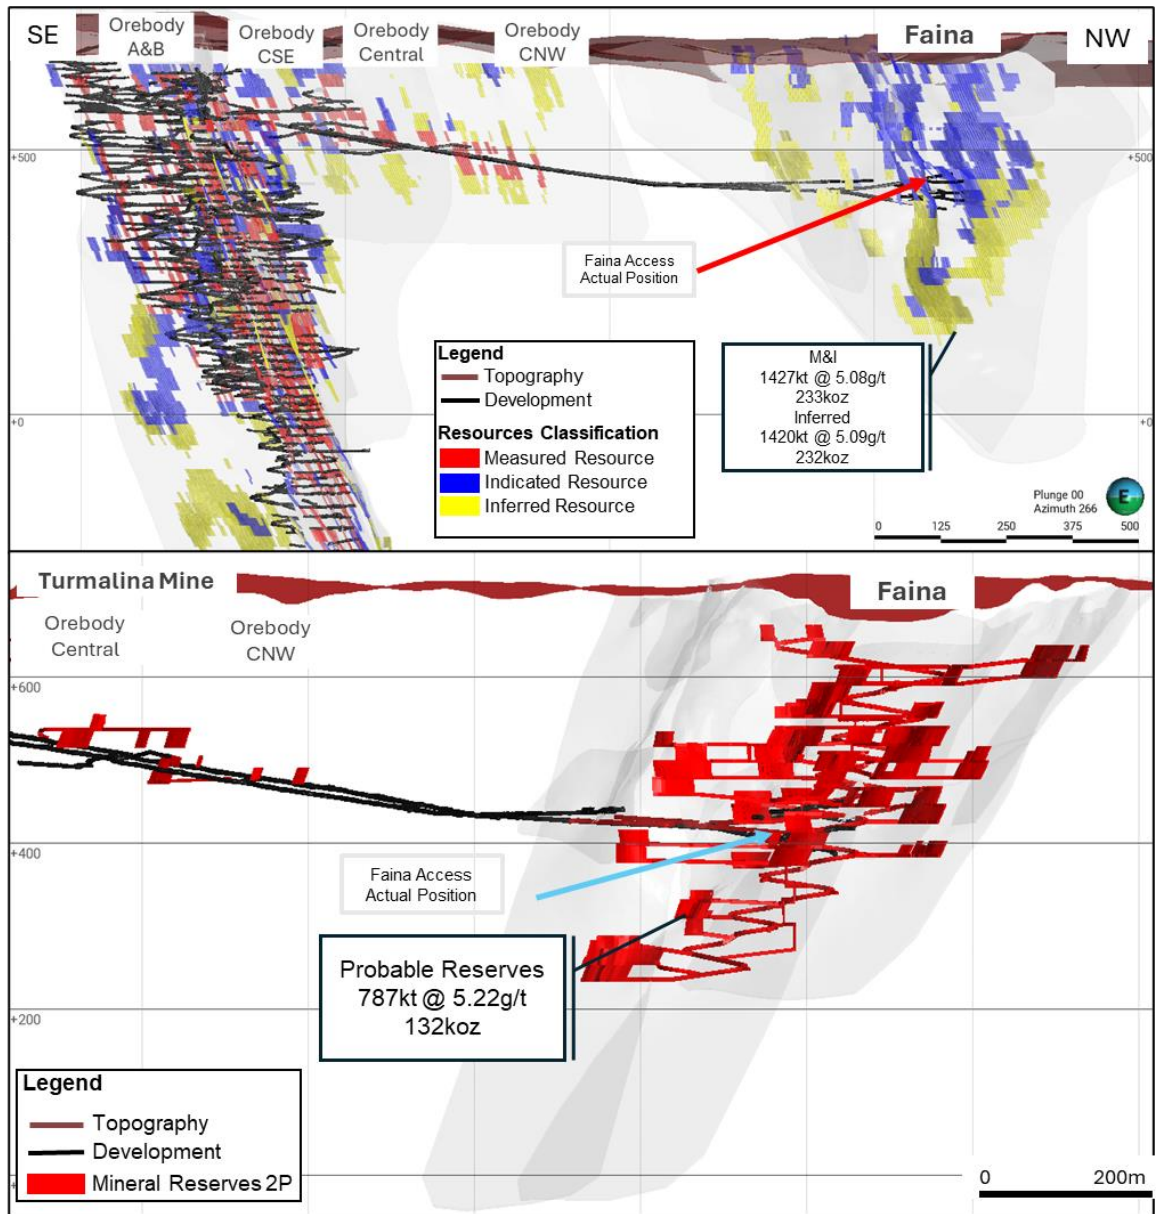 SE
Orebody
A&B
Orebody
CSE
Orebody
Central
Orebody
CNW
Faina
NW
+500
+500
Faina Access
Actual Position
Legend
Topography
Development
Resources Classification
Measured Resource
Indicated Resource
Inferred Resource
M&I
1427kt @ 5.08g/t
233koz
Inferred
1420kt @ 5.09g/t
232koz
+0
+0
Plunge 00
Azimuth 266
E
0 125 250 375 500
Turmalina Mine
Faina
Orebody
Central
Orebody
CNW
+600
+400
Faina Access
Actual Position
Probable Reserves
787kt @ 5.22g/t
132koz
+200
Legend
Topography
Development
Mineral Reserves 2P
0 200m